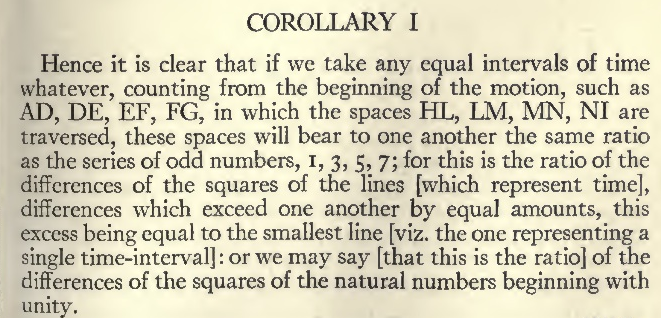 COROLLARY I
Hence it is clear that if we take any equal intervals of time
whatever, counting from the beginning of the motion, such as
AD, DE, EF, FG, in which the spaces HL, LM, MN, NI are
traversed, these spaces will bear to one another the same ratio
as the series of odd numbers, 1, 3, 5, 7; for this is the ratio of the
differences of the squares of the lines [which represent time],
differences which exceed one another by equal amounts, this
excess being equal to the smallest line [viz. the one representing a
single time-interval]: or we may say [that this is the ratio] of the
differences of the squares of the natural numbers beginning with
unity.